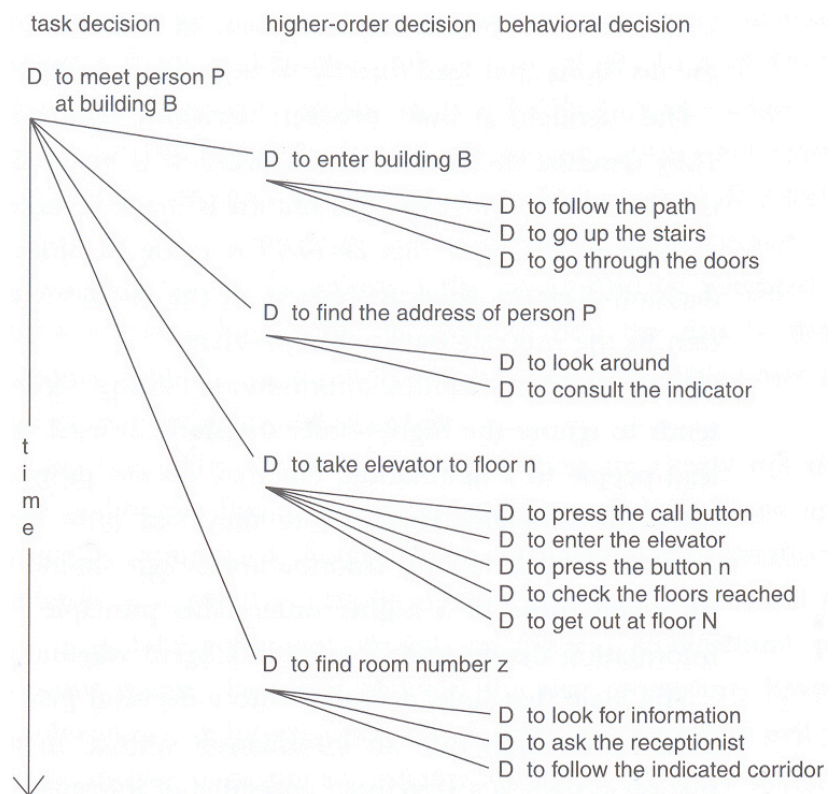 task decision higher-order decision behavioral decision
D to meet person P
at building B
D to enter building B
D to follow the path
D to go up the stairs
D to go through the doors
D to find the address of person P
D to look around
D to consult the indicator
t
i
m
e
D to take elevator to floor n
D to press the call button
D to enter the elevator
D to press the button n
D to check the floors reached
D to get out at floor N
D to find room number z
D to look for information
D to ask the receptionist
D to follow the indicated corridor